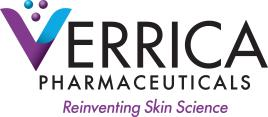 VERRICA
PHARMACEUTICALS
Reinventing Skin Science